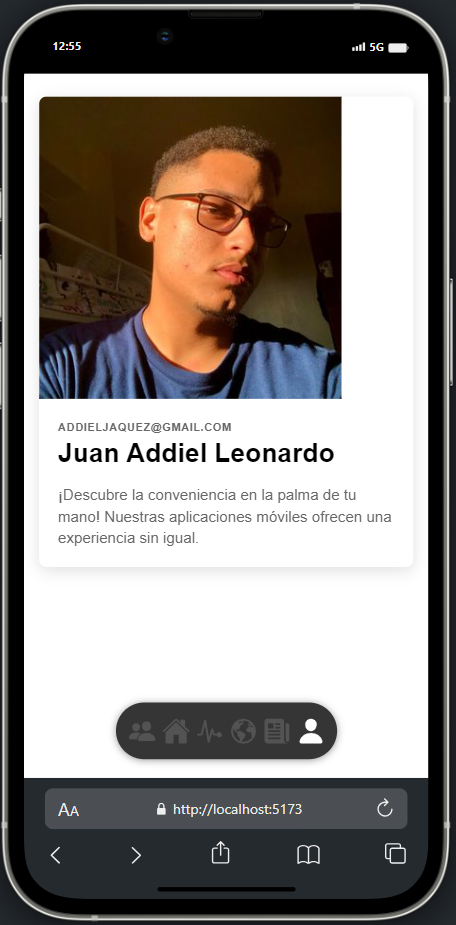 12:55
5G
ADDIELJAQUEZ@GMAIL.COM
Juan Addiel Leonardo
¡Descubre la conveniencia en la palma de tu
mano! Nuestras aplicaciones móviles ofrecen una
experiencia sin igual.
AA
http://localhost:5173